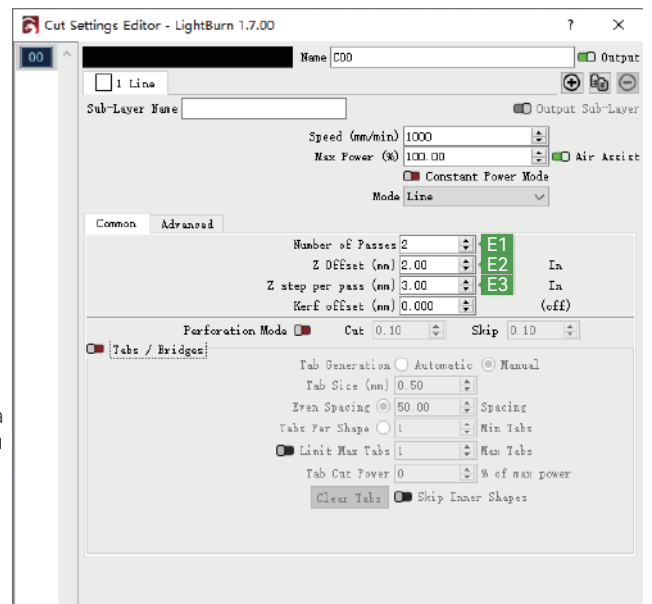 Cut Settings Editor - LightBurn 1.7.00 ? ×
00 Name C00 Output
1 Line
Sub-Layer Name Output Sub-Layer
Speed (mm/min) 1000
Max Power (%) 100.00 Air Assist
Constant Power Mode
Mode Line
Common Advanced
Number of Passes 2 E1
Z Offset (mm) 2.00 E2 In
Z step per pass (mm) 3.00 E3 In
Kerf offset (mm) 0.000 (off)
Perforation Mode Cut 0.10 Skip 0.10
Tabs / Bridges
Tab Generation Automatic Manual
Tab Size (mm) 0.50
Even Spacing 50.00 Spacing
Tabs Per Shape 1 Min Tabs
Limit Max Tabs 1 Max Tabs
Tab Cut Power 0 % of max power
Clear Tabs Skip Inner Shapes